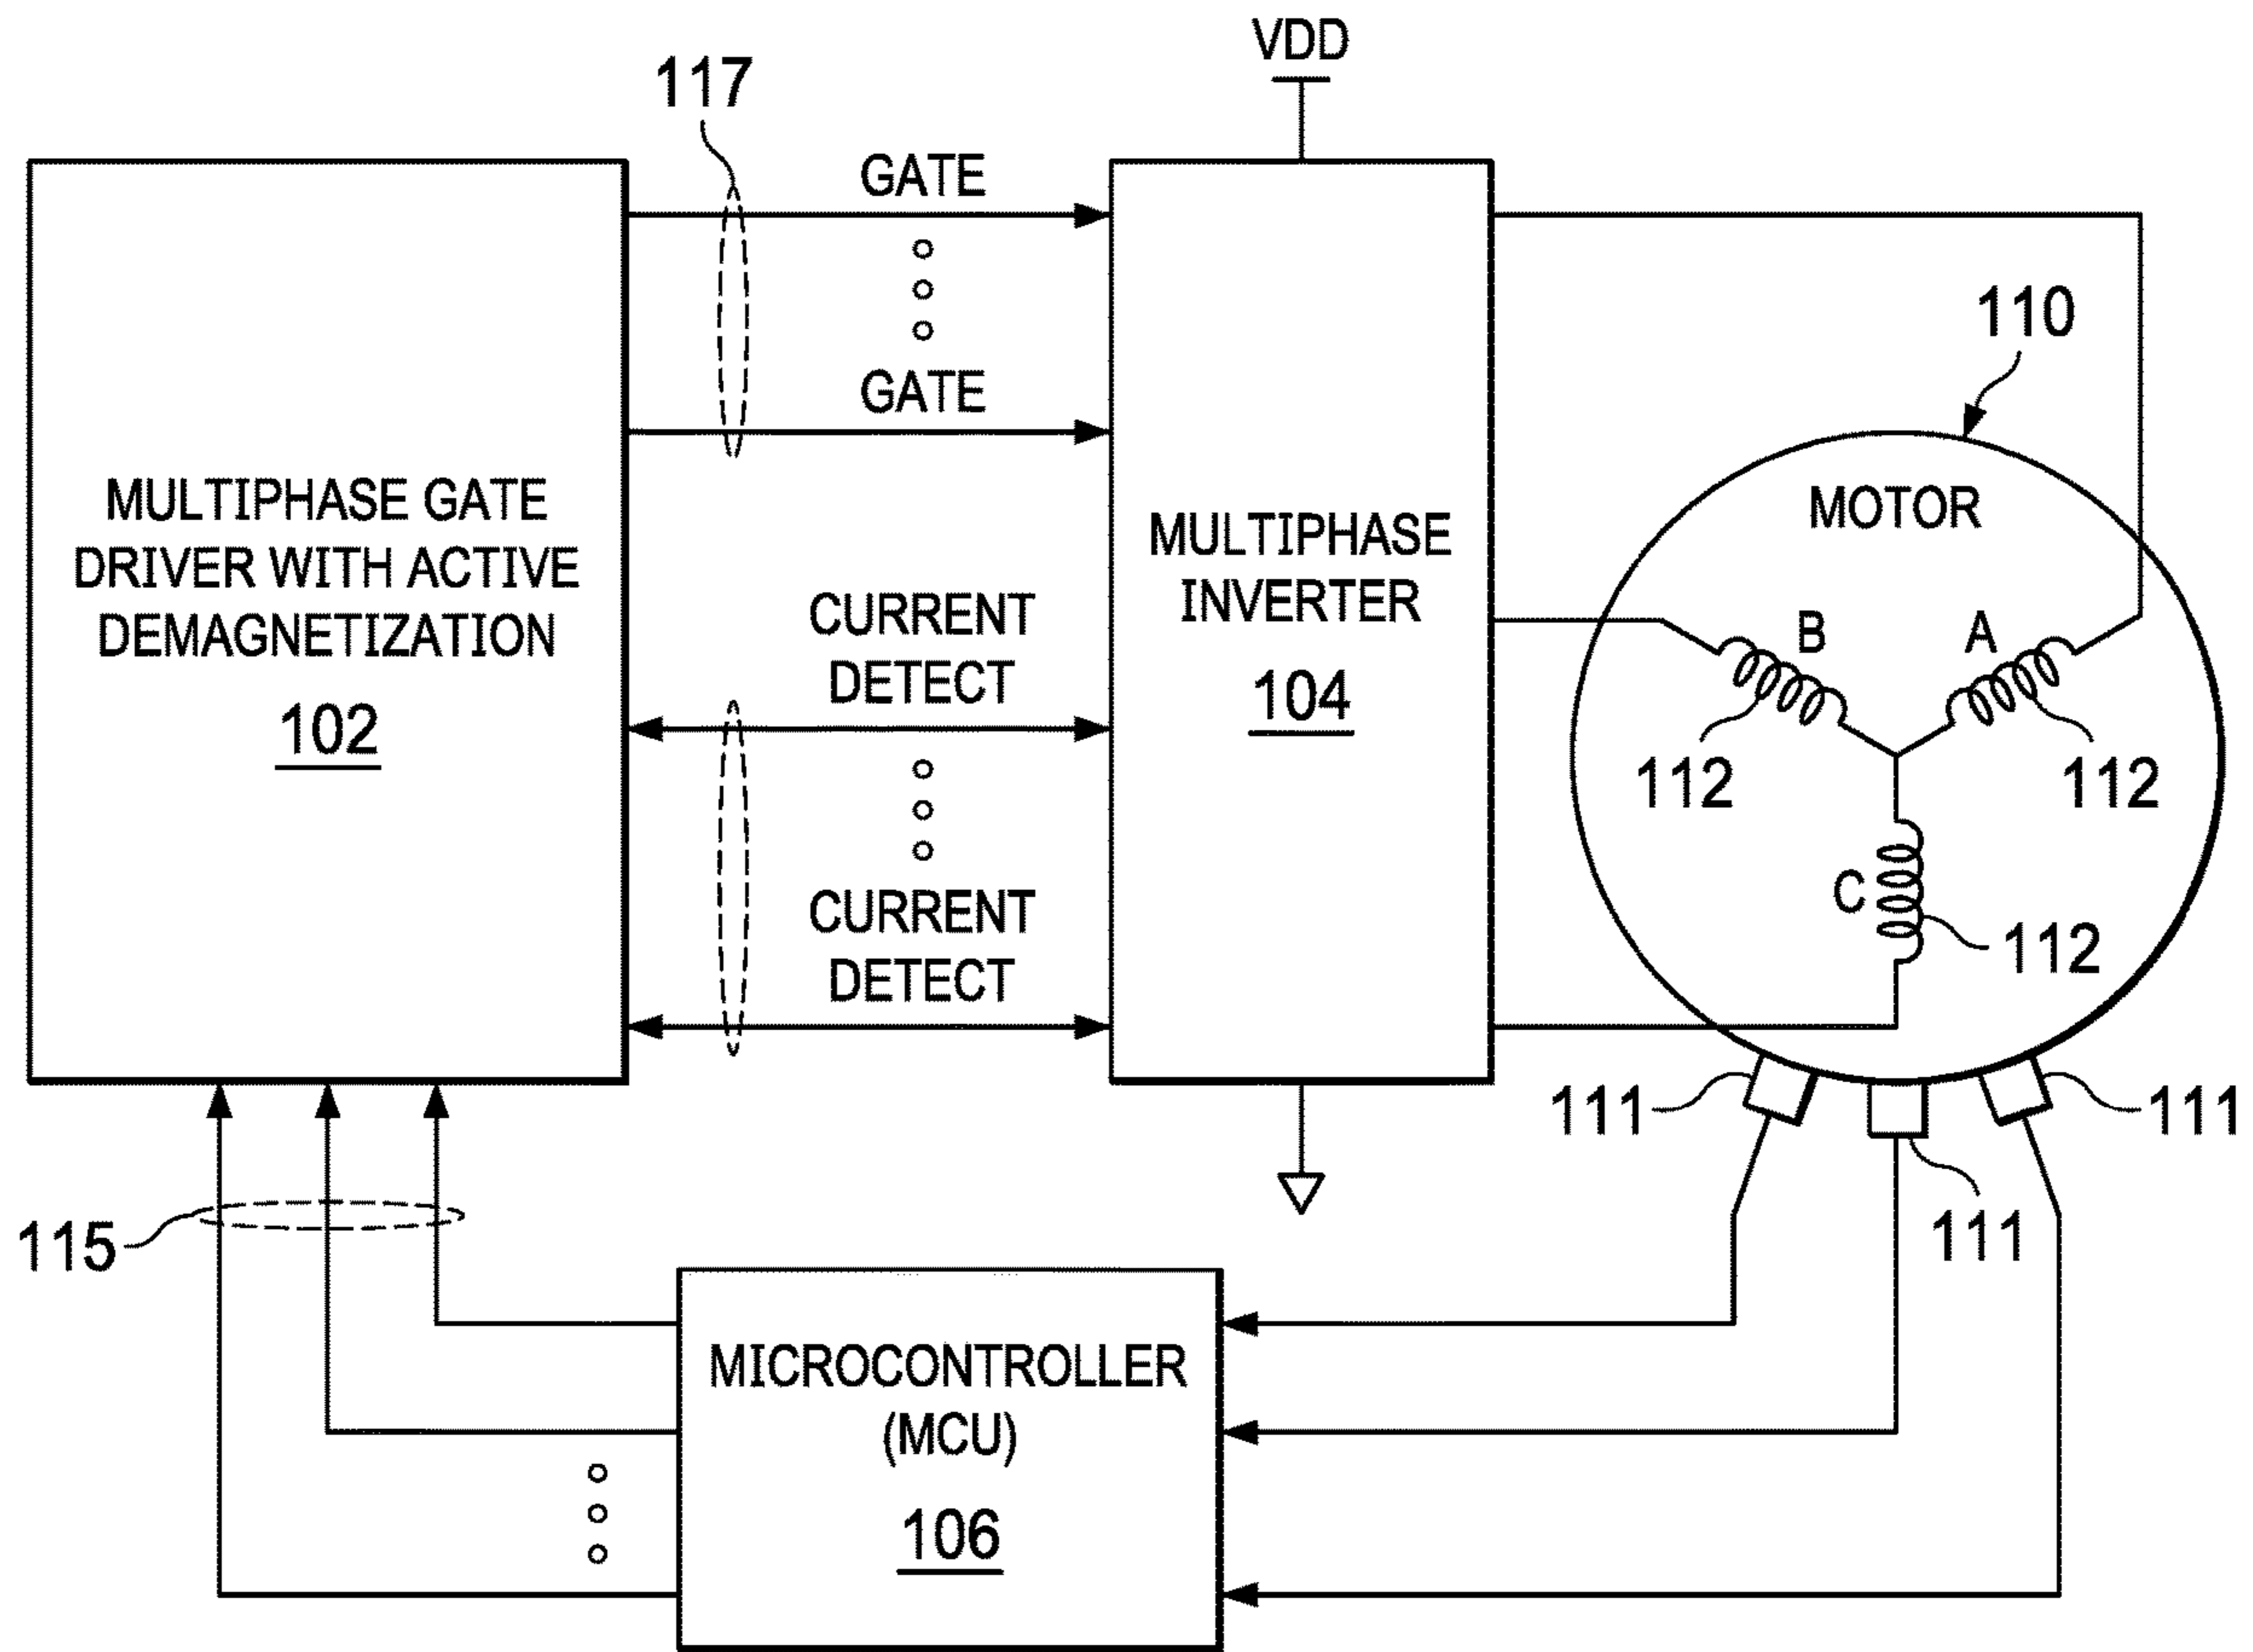 VDD
117
GATE
GATE
110
MOTOR
MULTIPHASE GATE
DRIVER WITH ACTIVE
DEMAGNETIZATION
102
CURRENT
DETECT
CURRENT
DETECT
MULTIPHASE
INVERTER
104
B
A
112
112
C
112
111
111
111
115
MICROCONTROLLER
(MCU)
106